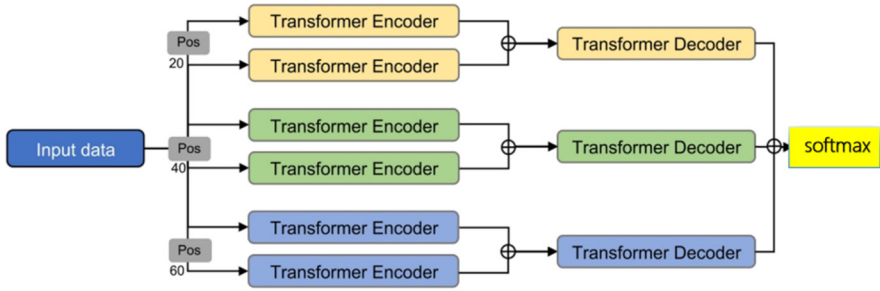 Transformer Encoder
Pos
20
Transformer Encoder
Transformer Decoder
Input data
Transformer Encoder
Pos
40
Transformer Encoder
Transformer Decoder
softmax
Transformer Encoder
Pos
60
Transformer Encoder
Transformer Decoder